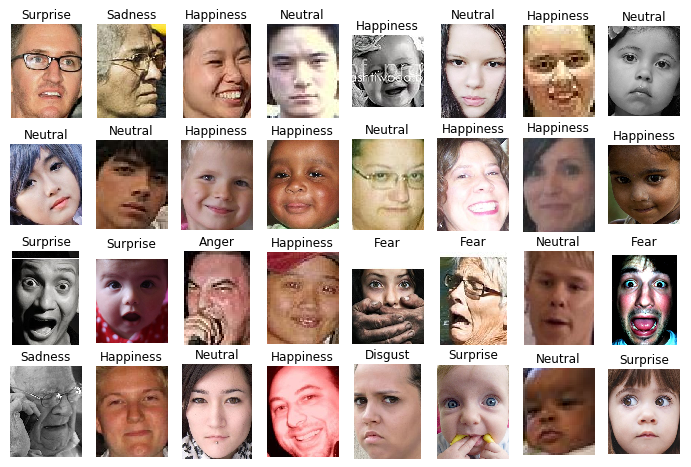 Surprise Sadness Happiness Neutral Happiness Neutral Happiness Neutral
Neutral Neutral Happiness Happiness Neutral Happiness Happiness Happiness
Surprise Surprise Anger Happiness Fear Fear Neutral Fear
Sadness Happiness Neutral Happiness Disgust Surprise Neutral Surprise